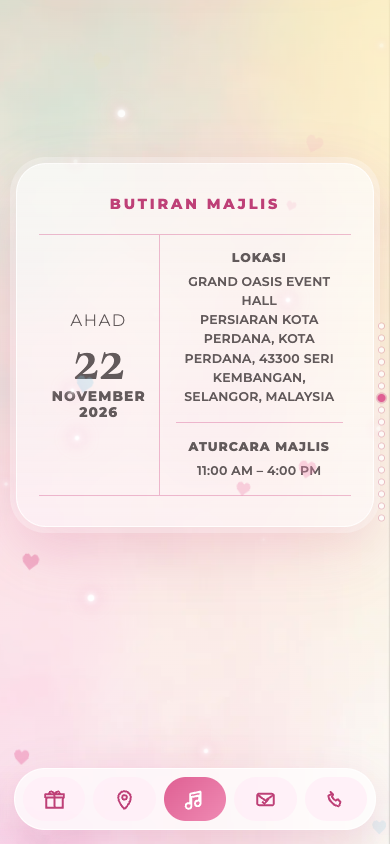 BUTIRAN MAJLIS
AHAD
22
NOVEMBER
2026
LOKASI
GRAND OASIS EVENT
HALL
PERSIARAN KOTA
PERDANA, KOTA
PERDANA, 43300 SERI
KEMBANGAN,
SELANGOR, MALAYSIA
ATURCARA MAJLIS
11:00 AM – 4:00 PM